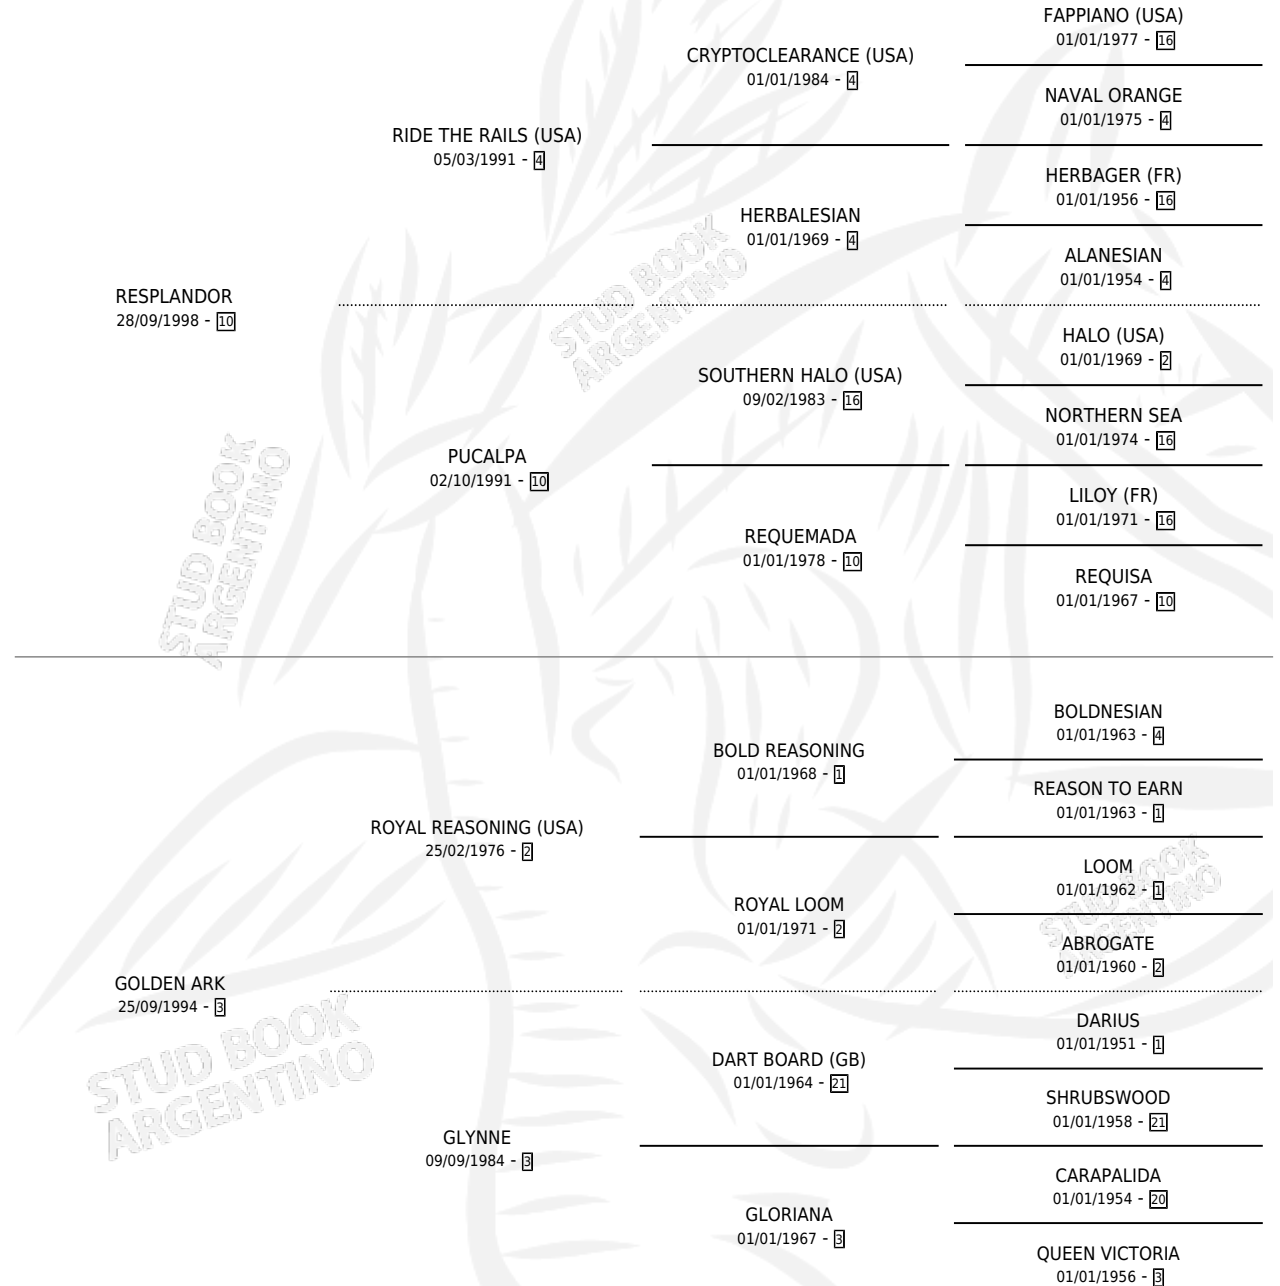 FAPPIANO (USA)
01/01/1977 - 16
CRYPTOCLEARANCE (USA)
01/01/1984 - 4
NAVAL ORANGE
01/01/1975 - 4
RIDE THE RAILS (USA)
05/03/1991 - 4
HERBAGER (FR)
01/01/1956 - 16
HERBALESIAN
01/01/1969 - 4
ALANESIAN
01/01/1954 - 4
RESPLANDOR
28/09/1998 - 10
STUD BOOK
ARGENTINO
HALO (USA)
01/01/1969 - 2
SOUTHERN HALO (USA)
09/02/1983 - 16
NORTHERN SEA
01/01/1974 - 16
PUCALPA
02/10/1991 - 10
LILOY (FR)
01/01/1971 - 16
REQUEMADA
01/01/1978 - 10
REQUISA
01/01/1967 - 10
STUD BOOK
ARGENTINO
BOLDNESIAN
01/01/1963 - 4
BOLD REASONING
01/01/1968 - 1
REASON TO EARN
01/01/1963 - 1
ROYAL REASONING (USA)
25/02/1976 - 2
LOOM
01/01/1962 - 1
ROYAL LOOM
01/01/1971 - 2
STUD BOOK
ARGENTINO
ABROGATE
01/01/1960 - 2
GOLDEN ARK
25/09/1994 - 3
DARIUS
01/01/1951 - 1
DART BOARD (GB)
01/01/1964 - 21
SHRUBSWOOD
01/01/1958 - 21
STUD BOOK
ARGENTINO
GLYNNE
09/09/1984 - 3
CARAPALIDA
01/01/1954 - 20
GLORIANA
01/01/1967 - 3
QUEEN VICTORIA
01/01/1956 - 3